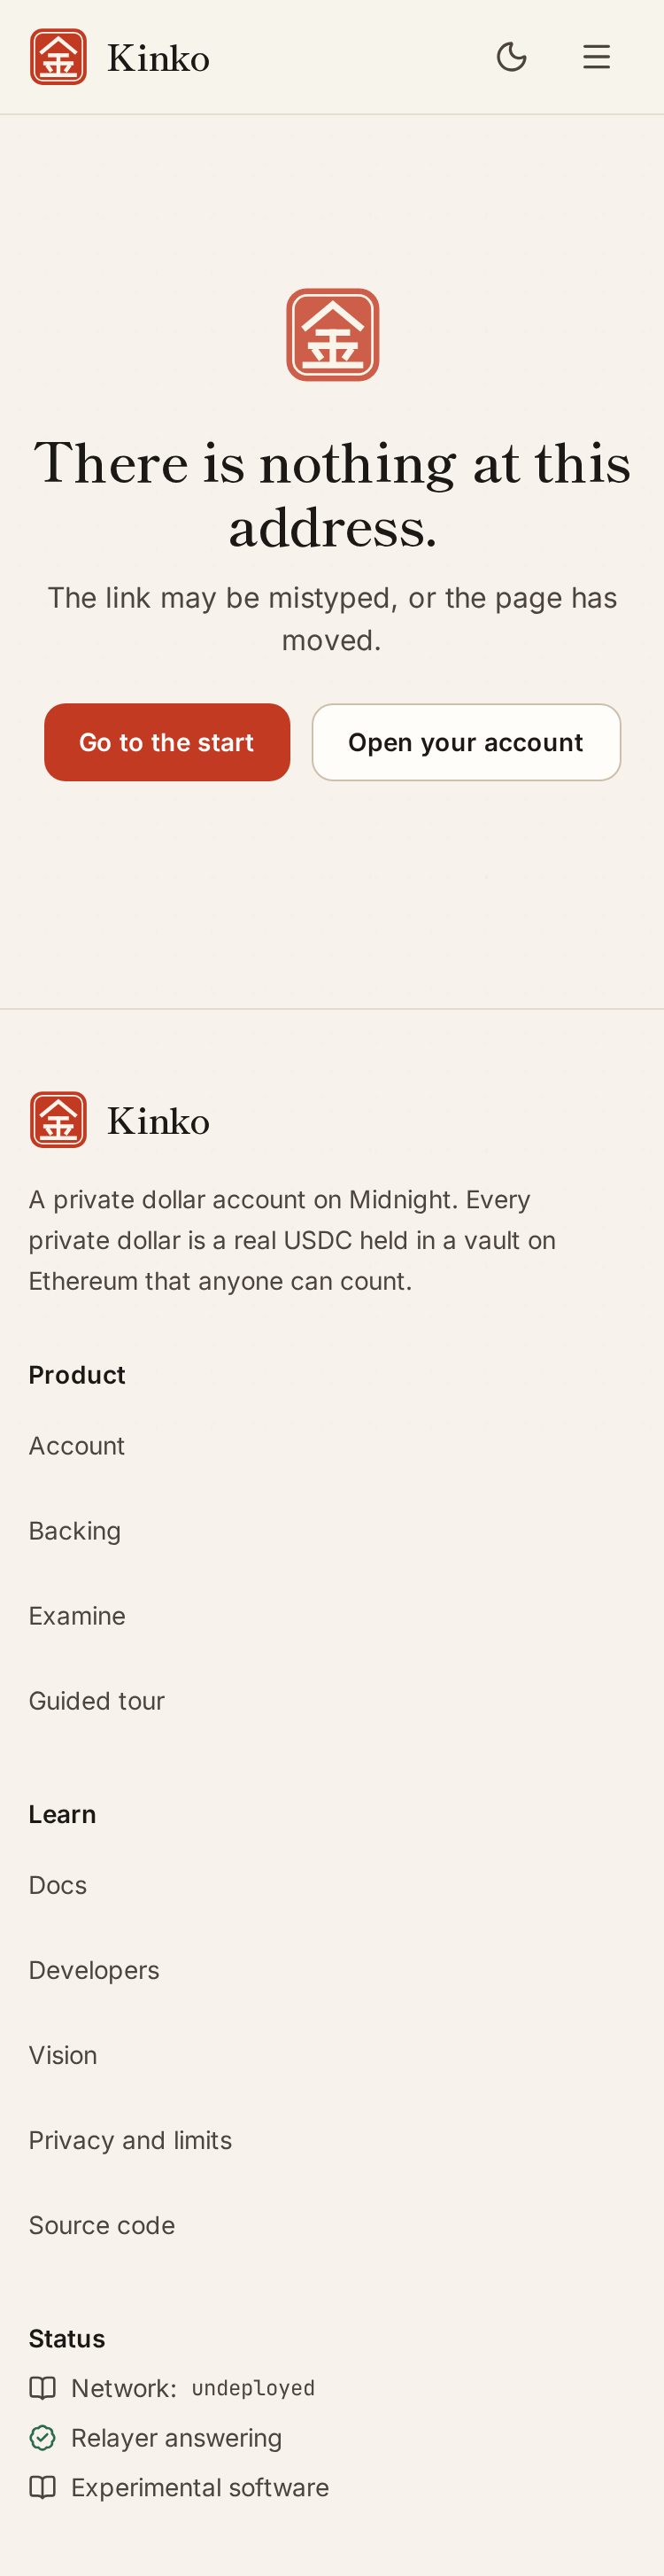 金 Kinko
金
There is nothing at this
address.
The link may be mistyped, or the page has
moved.
Go to the start
Open your account
金 Kinko
A private dollar account on Midnight. Every
private dollar is a real USDC held in a vault on
Ethereum that anyone can count.
Product
Account
Backing
Examine
Guided tour
Learn
Docs
Developers
Vision
Privacy and limits
Source code
Status
Network: undeployed
Relayer answering
Experimental software